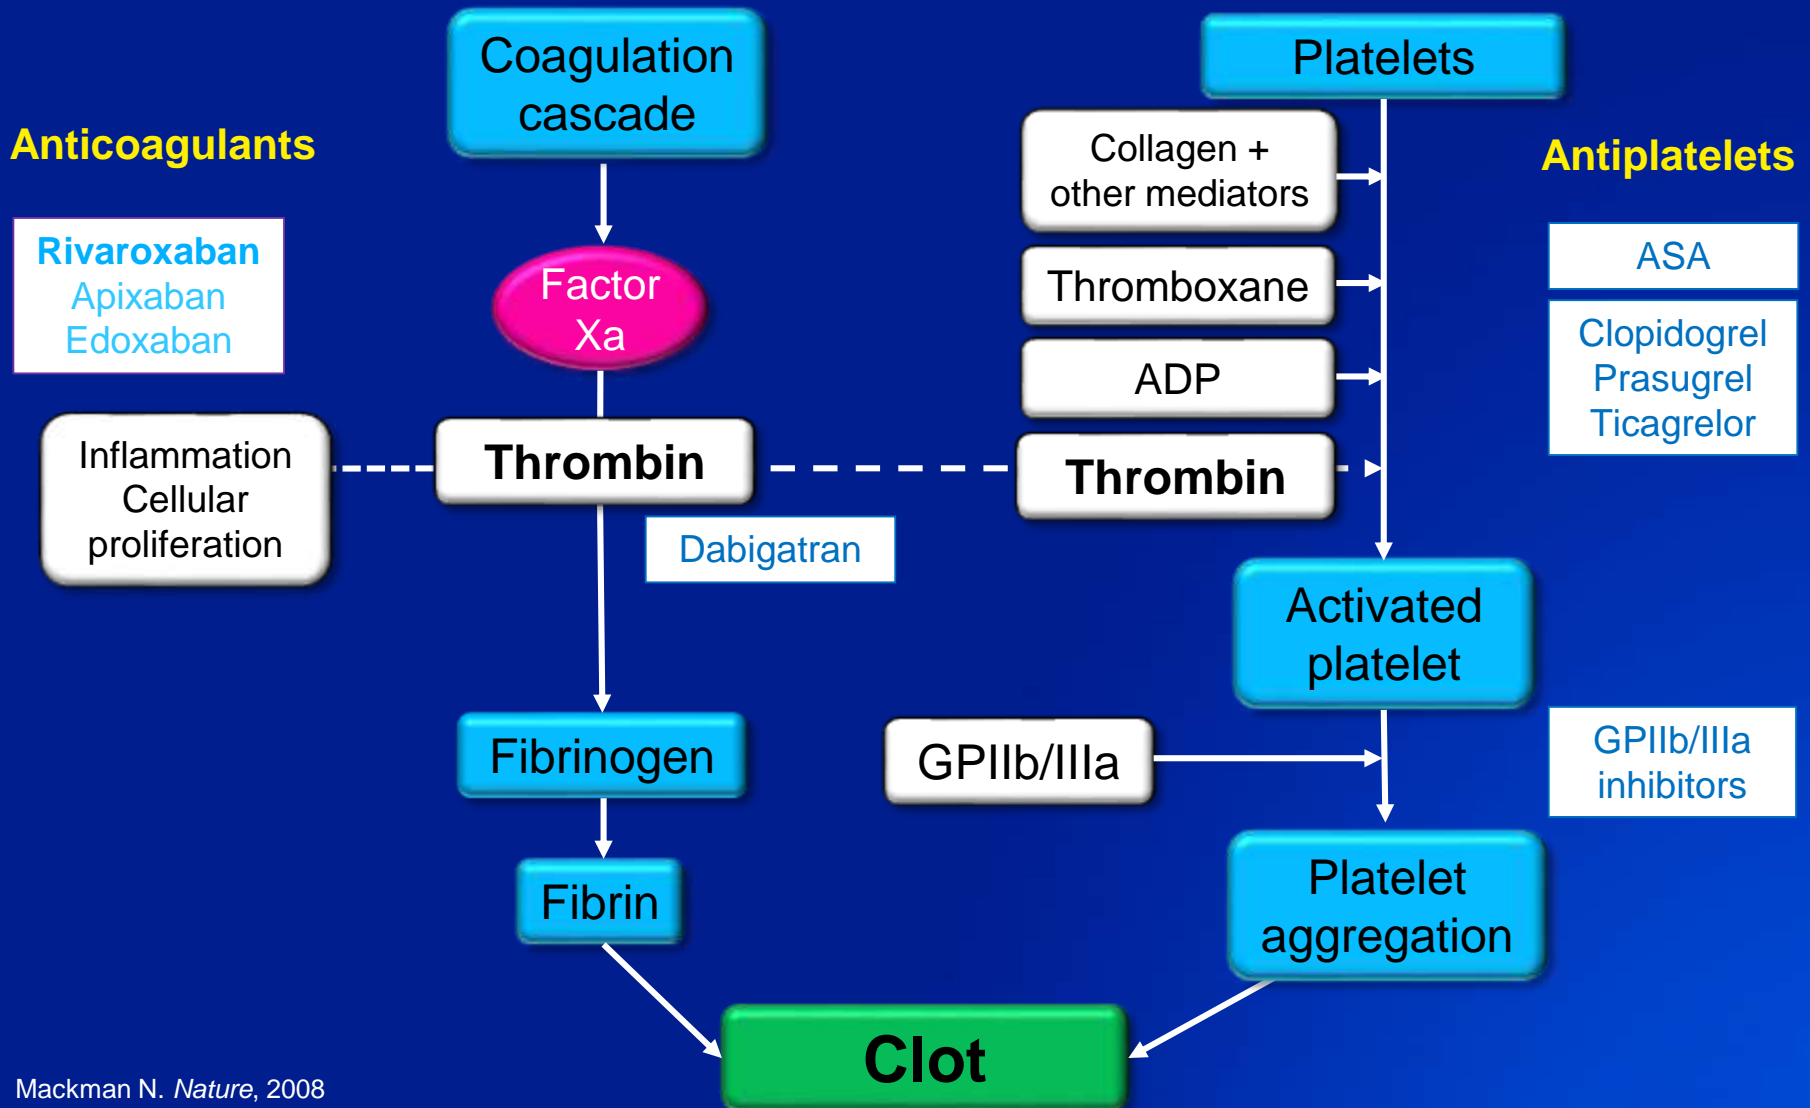 Coagulation
cascade
Platelets
Anticoagulants
Collagen +
other mediators
Antiplatelets
Rivaroxaban
Apixaban
Edoxaban
Factor
Xa
Thromboxane
ASA
ADP
Clopidogrel
Prasugrel
Ticagrelor
Inflammation
Cellular
proliferation
Thrombin
Thrombin
Dabigatran
Activated
platelet
Fibrinogen
GPIIb/IIIa
GPIIb/IIIa
inhibitors
Fibrin
Platelet
aggregation
Clot
Mackman N. Nature, 2008